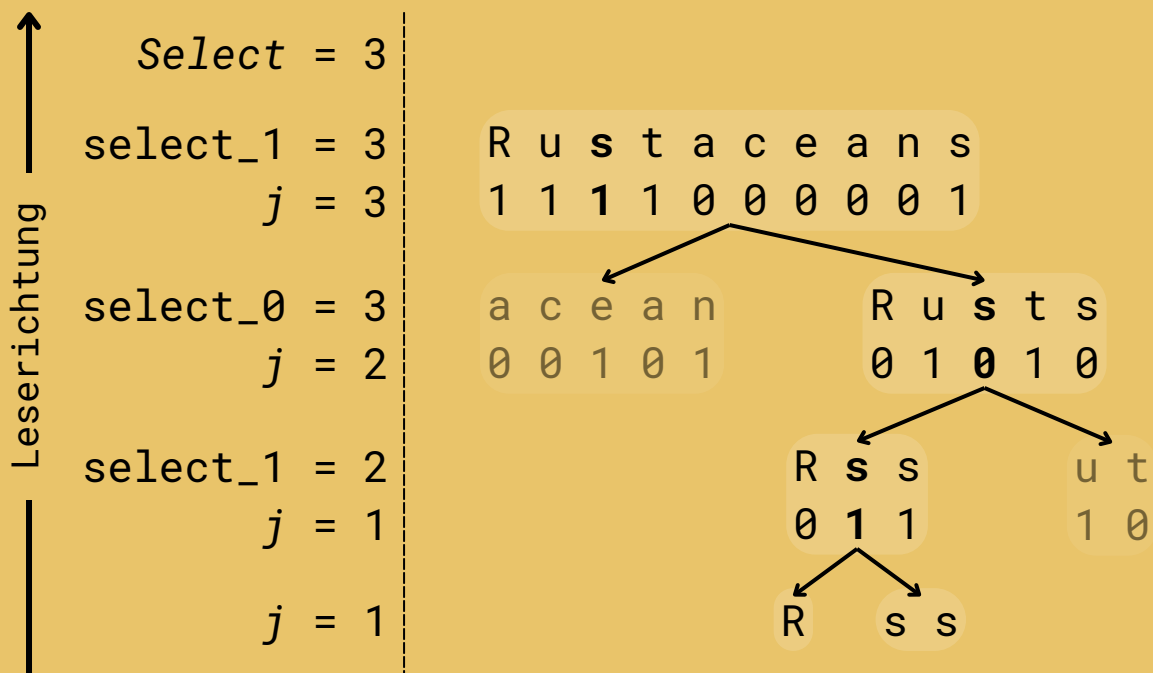 Leserichtung
Select = 3
select_1 = 3
R u s t a c e a n s
j = 3
1 1 1 1 0 0 0 0 0 1
select_0 = 3
a c e a n
R u s t s
j = 2
0 0 1 0 1
0 1 0 1 0
select_1 = 2
R s s
u t
j = 1
0 1 1
1 0
j = 1
R
s s